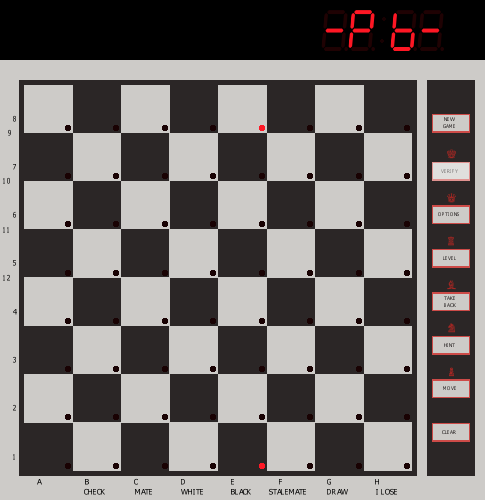 -Pb-
NEW
GAME
8
9
VERIFY
7
10
OPTIONS
6
11
LEVEL
5
12
TAKE
BACK
4
HINT
3
MOVE
2
CLEAR
1
A B C D E F G H
CHECK MATE WHITE BLACK STALEMATE DRAW I LOSE